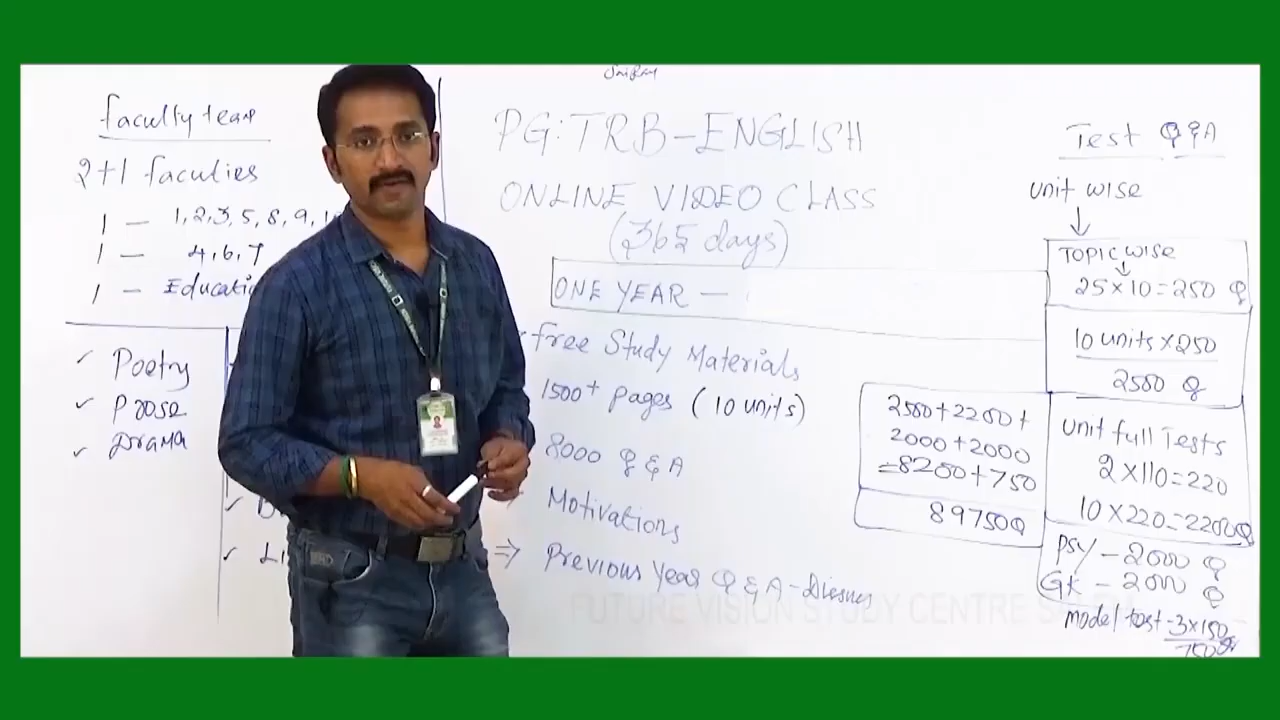 faculty team
2+1 faculties
1 — 1, 2, 3, 5, 8, 9,
1 — 4, 6, 7
1 — Educatio
✓ Poetry
✓ Prose
✓ Drama
PG:TRB-ENGLISH
ONLINE VIDEO CLASS
(365 days)
ONE YEAR —
free Study Materials
1500+ pages (10 units)
8000 Q & A
Motivations
⇒ Previous Year Q & A -
2500+2200+
2000+2000
=8200+750
89750Q
Test Q&A
unit wise
↓
TOPIC wise
↓
25×10=250 Q
10 units×250
2500 Q
Unit full Tests
2×110=220
10×220=2200Q
PSY - 2000 Q
GK - 2000 Q
model test - 3×150
750Q
FUTURE VISION STUDY CENTRE